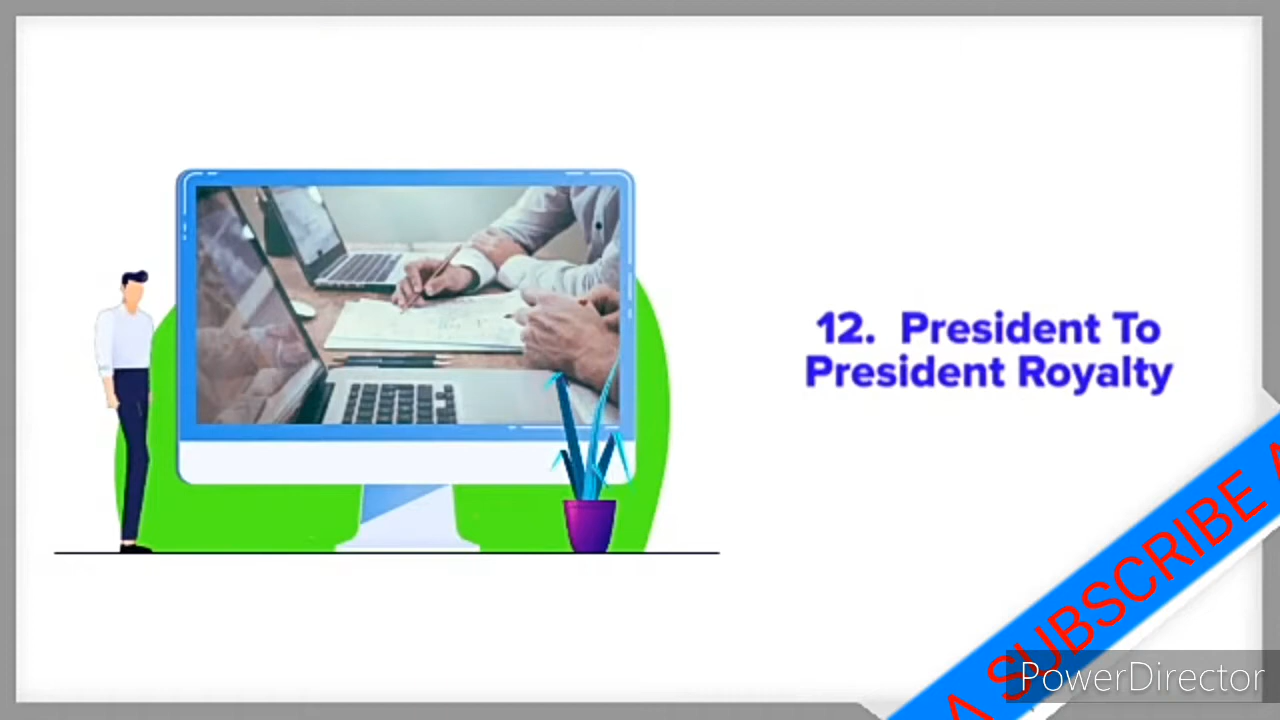 12. President To
President Royalty
A SUBSCRIBE A
PowerDirector